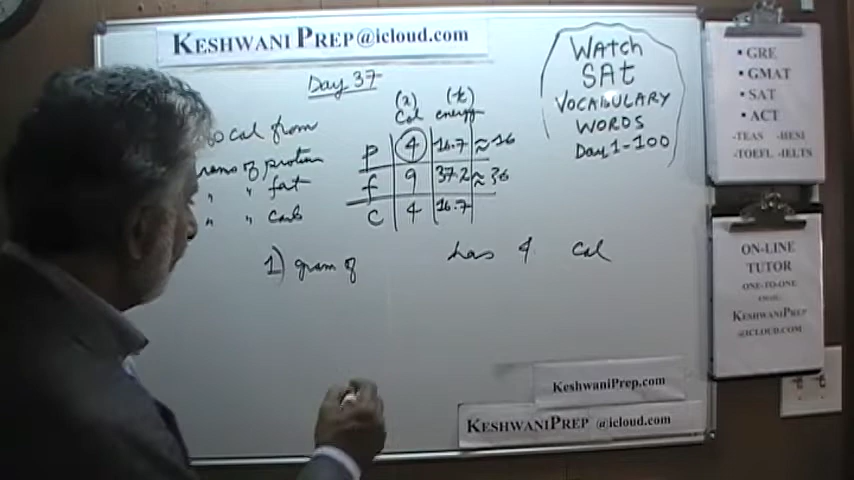 KESHWANI PREP@icloud.com
Day 37
(x)
(k)
Cal
energy
cal from
grams of protein
" " fat
" " carb
P 4 16.7 ≈ 16
f 9 37.2 ≈ 36
C 4 16.7
1) gram of has 4 Cal
WATCH
SAT
VOCABULARY
WORDS
Day 1-100
• GRE
• GMAT
• SAT
• ACT
-TEAS -HESI
-TOEFL -IELTS
ON-LINE
TUTOR
ONE-TO-ONE
KESHWANIPREP
@ICLOUD.COM
KeshwaniPrep.com
KESHWANIPREP @icloud.com